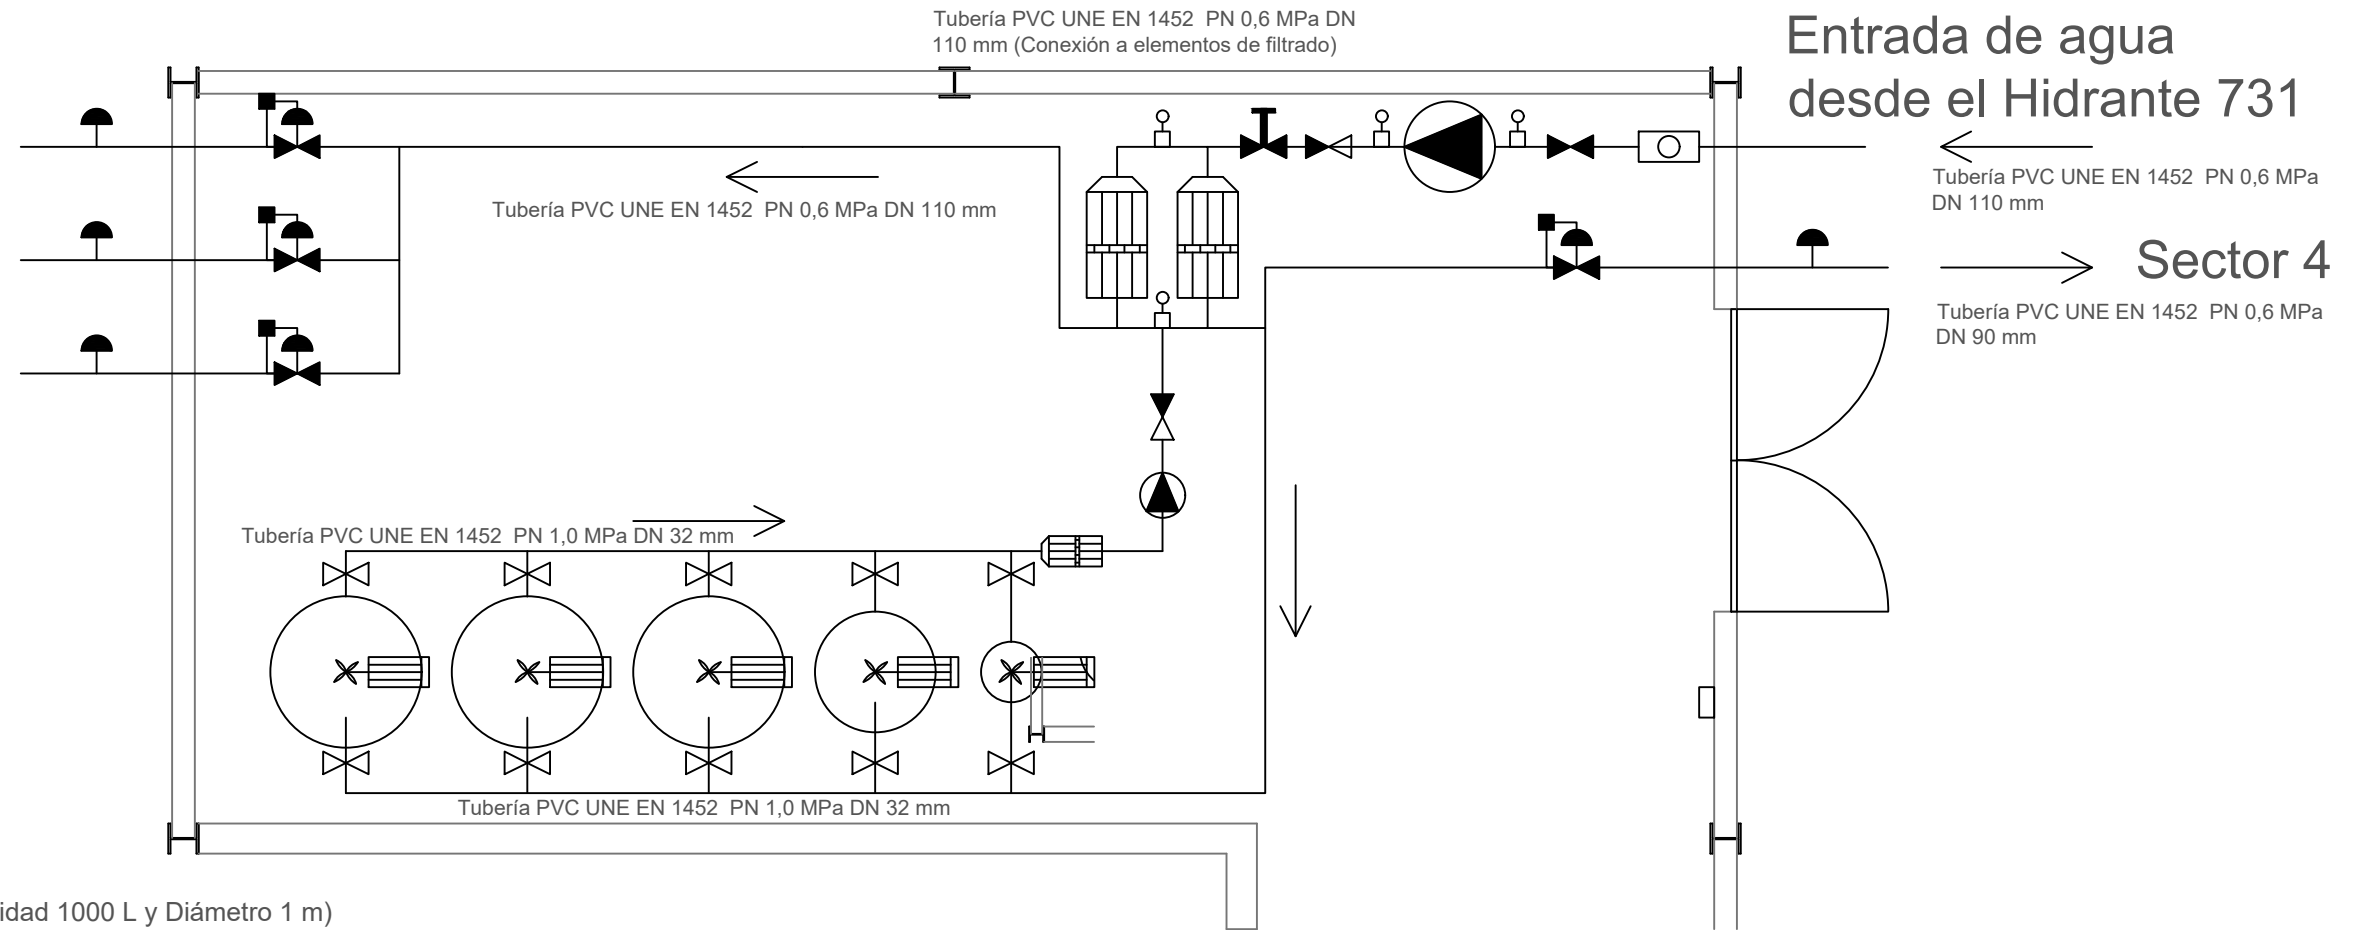 Tubería PVC UNE EN 1452 PN 0,6 MPa DN
110 mm (Conexión a elementos de filtrado)
Entrada de agua
desde el Hidrante 731
Tubería PVC UNE EN 1452 PN 0,6 MPa
DN 110 mm
Tubería PVC UNE EN 1452 PN 0,6 MPa DN 110 mm
Sector 4
Tubería PVC UNE EN 1452 PN 0,6 MPa
DN 90 mm
Tubería PVC UNE EN 1452 PN 1,0 MPa DN 32 mm
Tubería PVC UNE EN 1452 PN 1,0 MPa DN 32 mm
idad 1000 L y Diámetro 1 m)